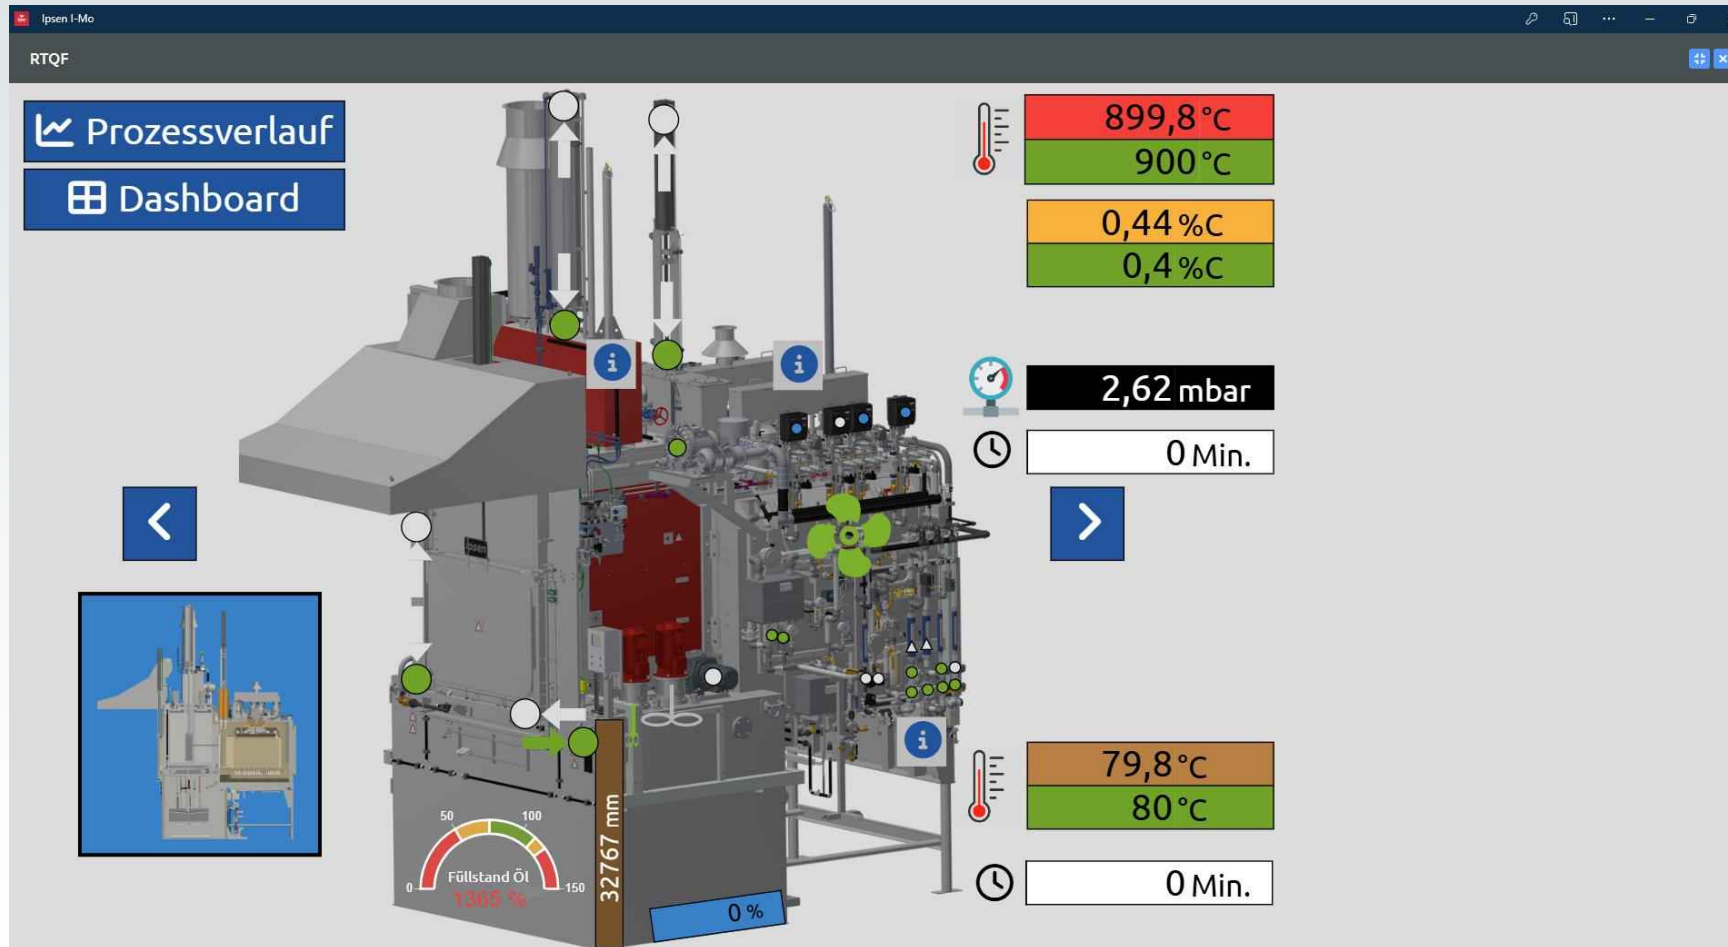 Ipsen I-Mo
RTQF
Prozessverlauf
Dashboard
899,8 °C
900 °C
0,44 %C
0,4 %C
2,62 mbar
0 Min.
Ipsen
79,8 °C
80 °C
0 Min.
50
100
0
150
Füllstand Öl
1365 %
32767 mm
0 %